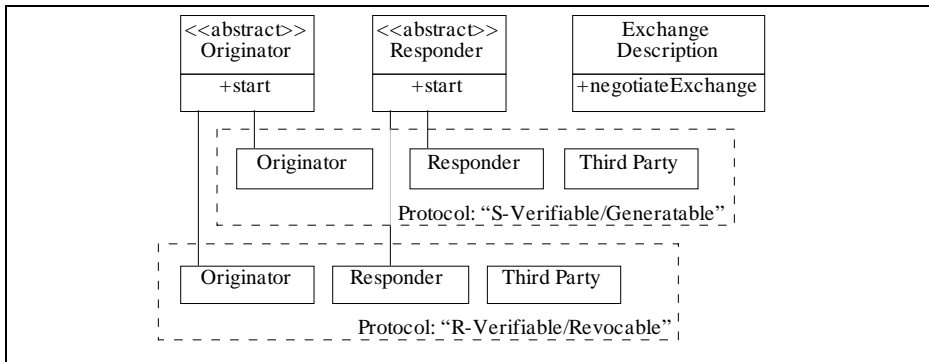 <<abstract>>
Originator
+start
<<abstract>>
Responder
+start
Exchange
Description
+negotiateExchange
Originator
Responder
Third Party
Protocol: “S-Verifiable/Generatable”
Originator
Responder
Third Party
Protocol: “R-Verifiable/Revocable”